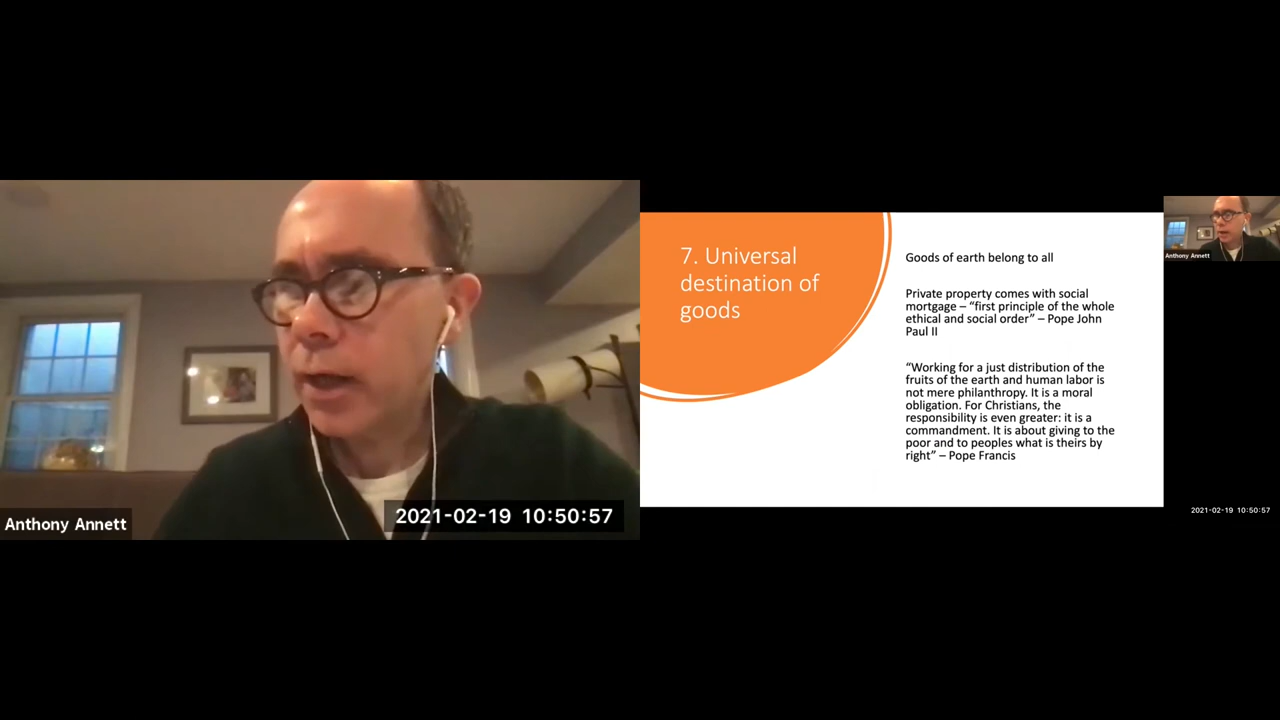 Anthony Annett
2021-02-19 10:50:57
7. Universal
destination of
goods
Goods of earth belong to all
Private property comes with social
mortgage – “first principle of the whole
ethical and social order” – Pope John
Paul II
“Working for a just distribution of the
fruits of the earth and human labor is
not mere philanthropy. It is a moral
obligation. For Christians, the
responsibility is even greater: it is a
commandment. It is about giving to the
poor and to peoples what is theirs by
right” – Pope Francis
Anthony Annett
2021-02-19 10:50:57